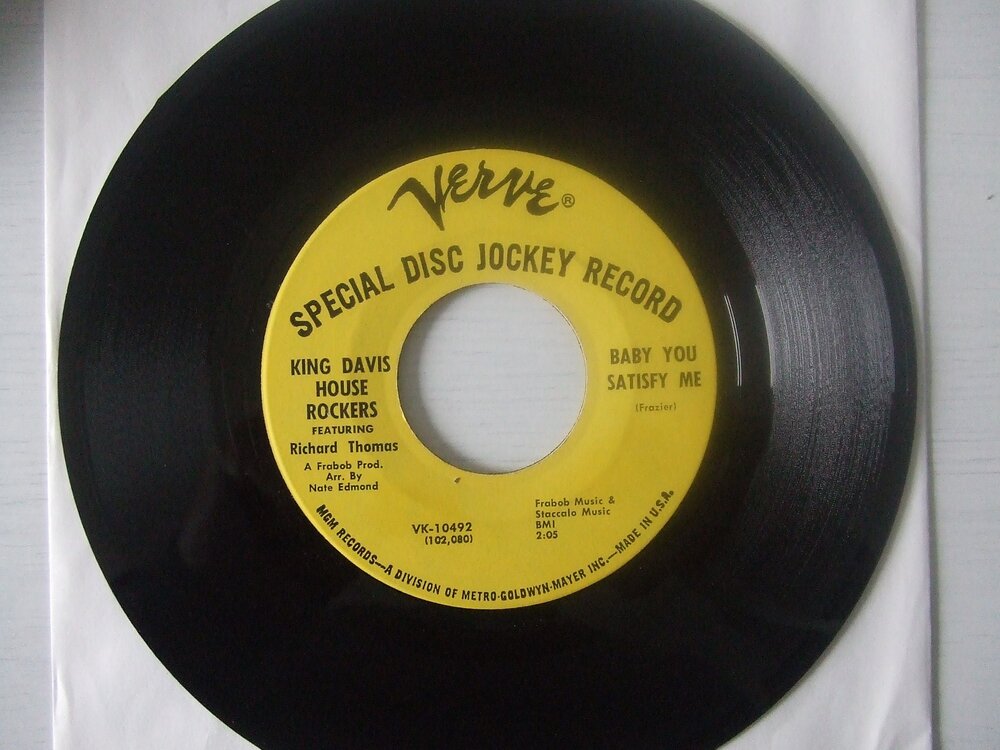 VERVE®
SPECIAL DISC JOCKEY RECORD
KING DAVIS
HOUSE
ROCKERS
FEATURING
Richard Thomas
A Frabob Prod.
Arr. By
Nate Edmond
BABY YOU
SATISFY ME
(Frazier)
VK-10492
(102,080)
Frabob Music &
Staccalo Music
BMI
2:05
MGM RECORDS—A DIVISION OF METRO-GOLDWYN-MAYER INC.—MADE IN U.S.A.